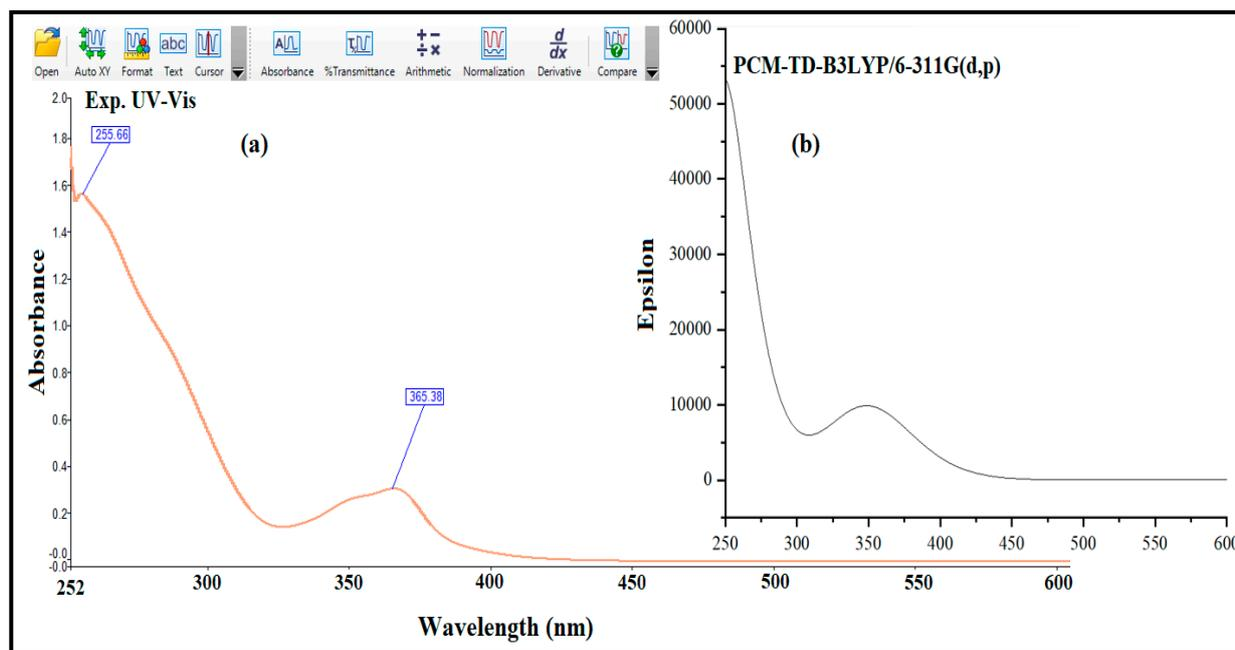 Open
Auto XY
Format
abc
Text
Cursor
A
Absorbance
%Transmittance
+ −
÷ ×
Arithmetic
Normalization
d
dx
Derivative
?
Compare
Exp. UV-Vis
(a)
255.66
365.38
Absorbance
2.0
1.8
1.6
1.4
1.2
1.0
0.8
0.6
0.4
0.2
-0.0
-0.0
252
300
350
400
450
500
550
600
Wavelength (nm)
PCM-TD-B3LYP/6-311G(d,p)
(b)
Epsilon
60000
50000
40000
30000
20000
10000
0
250
300
350
400
450
500
550
600